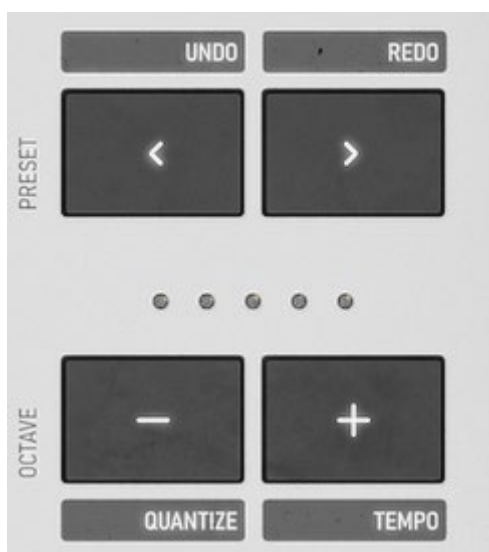 UNDO REDO
PRESET < >
OCTAVE − +
QUANTIZE TEMPO